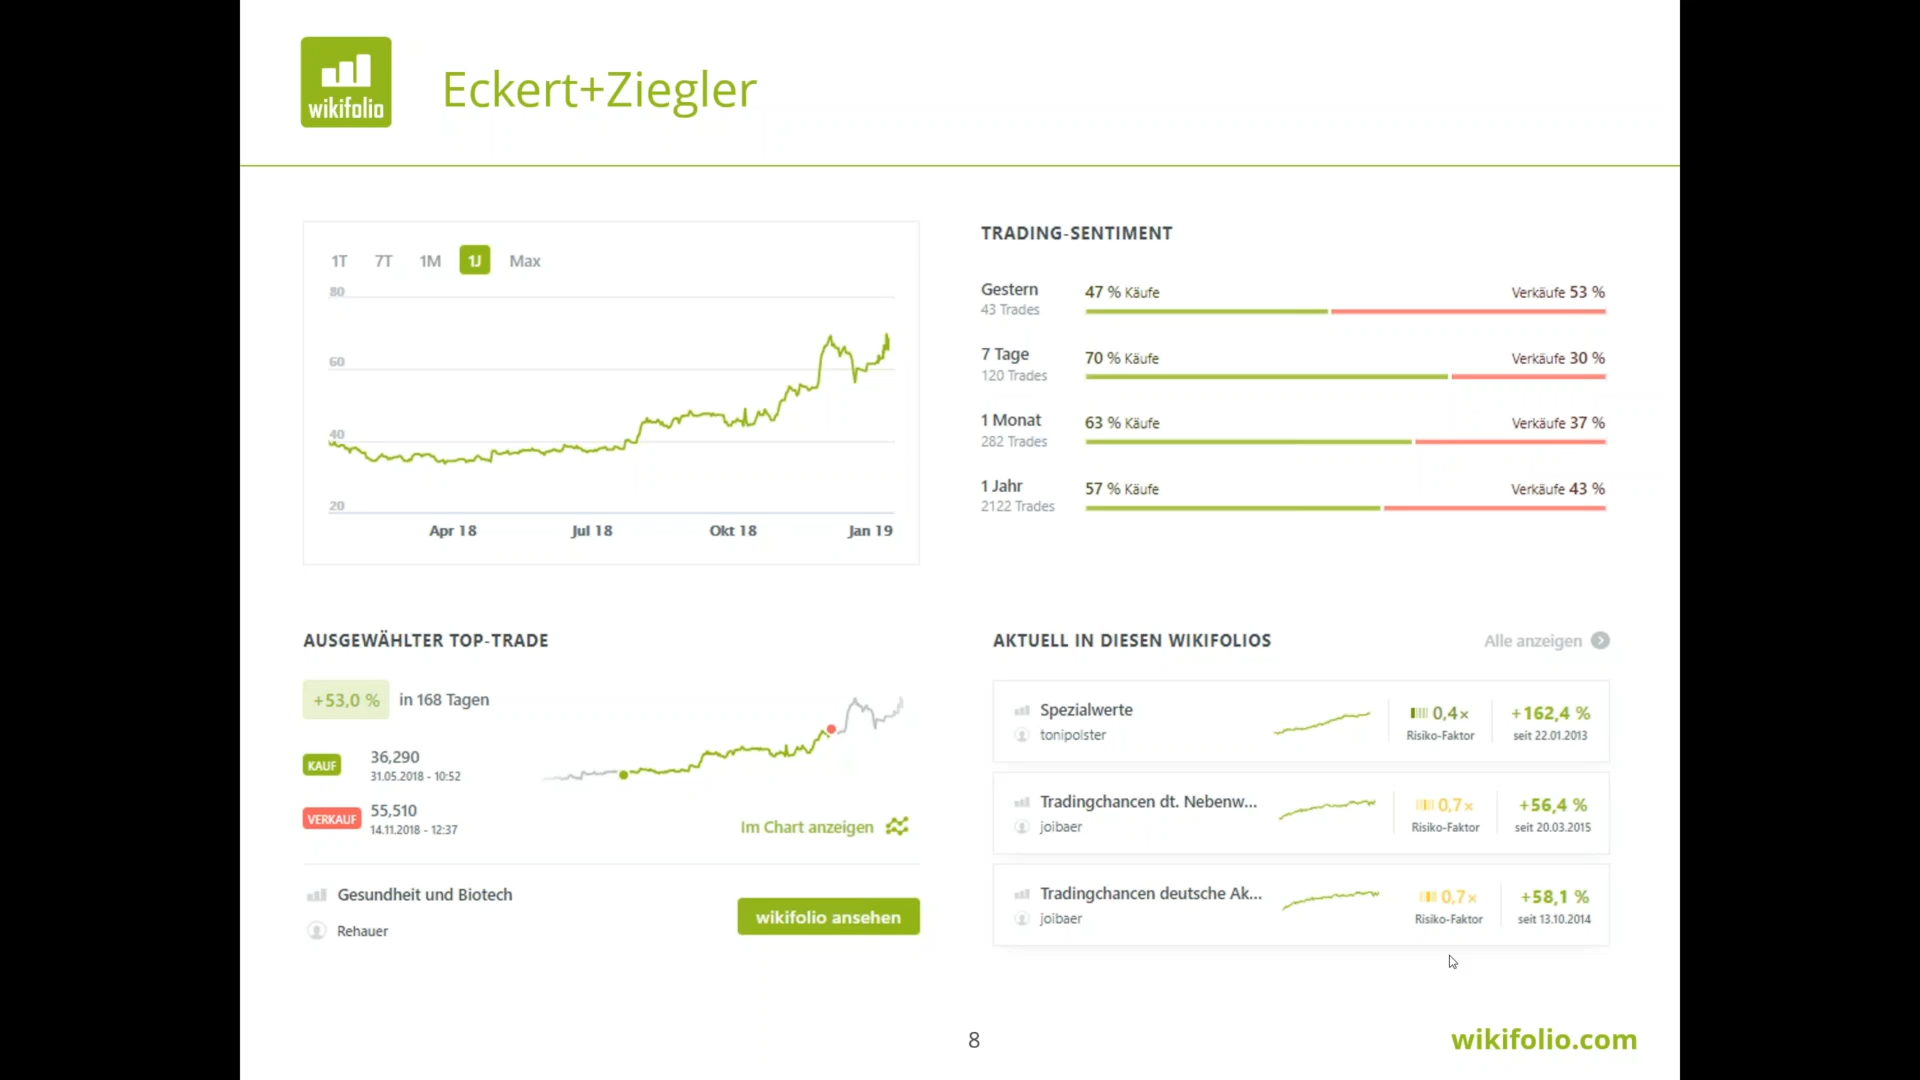 wikifolio
Eckert+Ziegler
1T 7T 1M 1J Max
80
60
40
20
Apr 18 Jul 18 Okt 18 Jan 19
TRADING-SENTIMENT
Gestern 47 % Käufe Verkäufe 53 %
43 Trades
7 Tage 70 % Käufe Verkäufe 30 %
120 Trades
1 Monat 63 % Käufe Verkäufe 37 %
282 Trades
1 Jahr 57 % Käufe Verkäufe 43 %
2122 Trades
AUSGEWÄHLTER TOP-TRADE
+53,0 % in 168 Tagen
KAUF 36,290
31.05.2018 - 10:52
VERKAUF 55,510
14.11.2018 - 12:37
Im Chart anzeigen
Gesundheit und Biotech
Rehauer
wikifolio ansehen
AKTUELL IN DIESEN WIKIFOLIOS Alle anzeigen
Spezialwerte 0,4× +162,4 %
tonipolster Risiko-Faktor seit 22.01.2013
Tradingchancen dt. Nebenw... 0,7× +56,4 %
joibaer Risiko-Faktor seit 20.03.2015
Tradingchancen deutsche Ak... 0,7× +58,1 %
joibaer Risiko-Faktor seit 13.10.2014
8
wikifolio.com